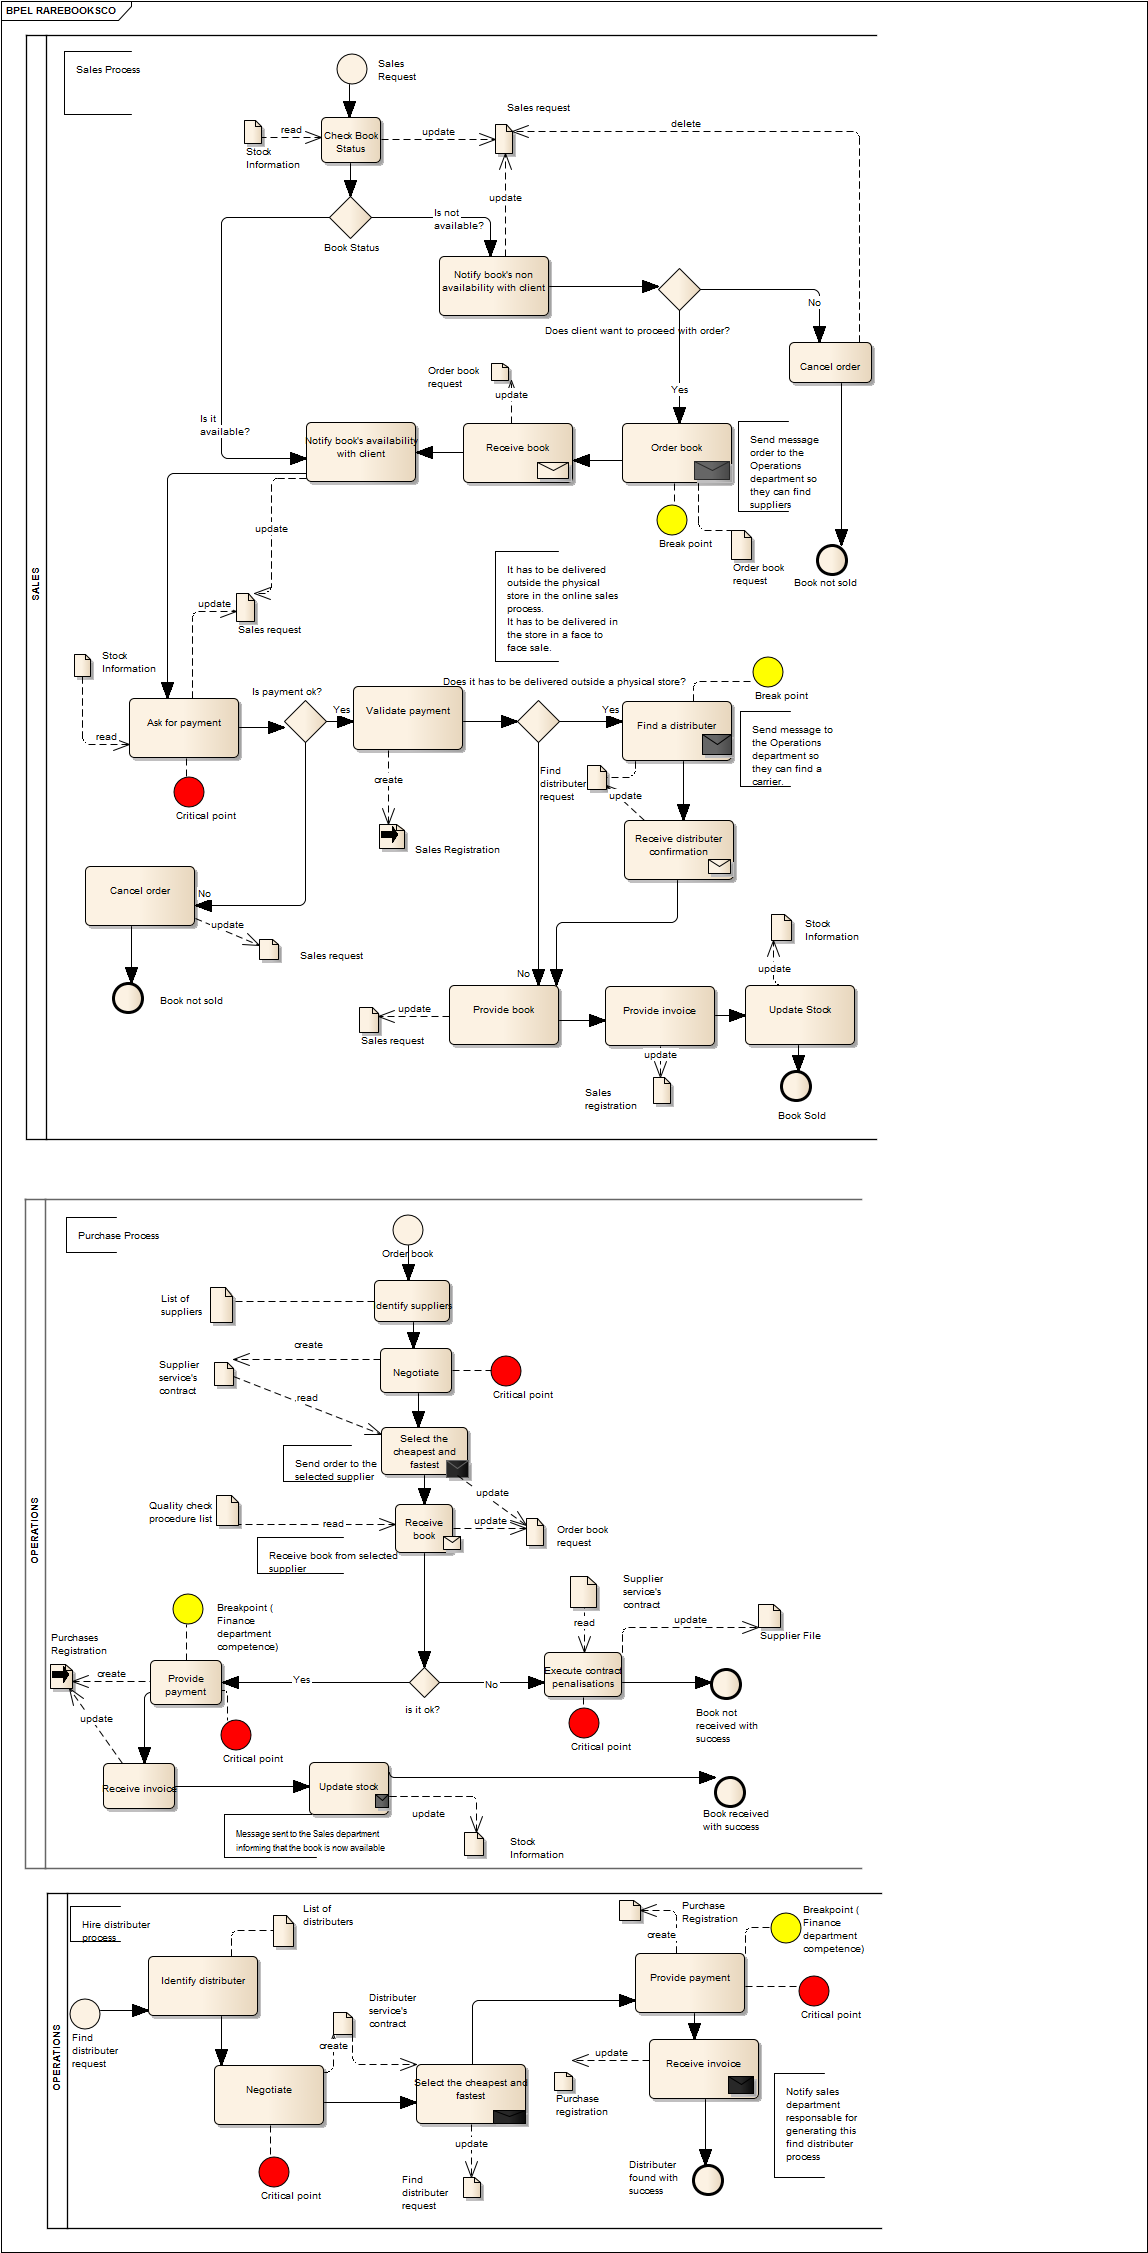 BPEL RAREBOOKSCO
SALES
Sales Process
Sales
Request
Sales request
delete
read
Check Book
Status
update
Stock
Information
update
Is not
available?
Book Status
Notify book's non
availability with client
No
Does client want to proceed with order?
Cancel order
Order book
request
update
Yes
Is it
available?
Notify book's availability
with client
Receive book
Order book
Send message
order to the
Operations
department so
they can find
suppliers
update
Break point
Order book
request
Book not sold
It has to be delivered
outside the physical
store in the online sales
process.
It has to be delivered in
the store in a face to
face sale.
update
Sales request
Stock
Information
Does it has to be delivered outside a physical store?
Is payment ok?
Break point
Yes
Validate payment
Yes
Ask for payment
Find a distributer
Send message to
the Operations
department so
they can find a
carrier.
read
create
Find
distributer
request
update
Critical point
Sales Registration
Receive distributer
confirmation
Cancel order
No
update
Sales request
Stock
Information
update
No
Book not sold
update
Provide book
Provide invoice
Update Stock
Sales request
update
Sales
registration
Book Sold
OPERATIONS
Purchase Process
Order book
List of
suppliers
dentify suppliers
create
Supplier
service's
contract
Negotiate
Critical point
read
Select the
cheapest and
fastest
Send order to the
selected supplier
update
Quality check
procedure list
read
Receive
book
update
Order book
request
Receive book from selected
supplier
Supplier
service's
contract
Breakpoint (
Finance
department
competence)
read
update
Supplier File
Purchases
Registration
create
Provide
payment
Yes
No
Execute contract
penalisations
is it ok?
Book not
received with
success
update
Critical point
Critical point
Receive invoice
Update stock
update
Book received
with success
Message sent to the Sales department
informing that the book is now available
Stock
Information
OPERATIONS
Hire distributer
process
List of
distributers
Purchase
Registration
create
Breakpoint (
Finance
department
competence)
Identify distributer
Provide payment
Distributer
service's
contract
Critical point
Find
distributer
request
create
Negotiate
Select the cheapest and
fastest
update
Receive invoice
Purchase
registration
Notify sales
department
responsable for
generating this
find distributer
process
update
Critical point
Find
distributer
request
Distributer
found with
success